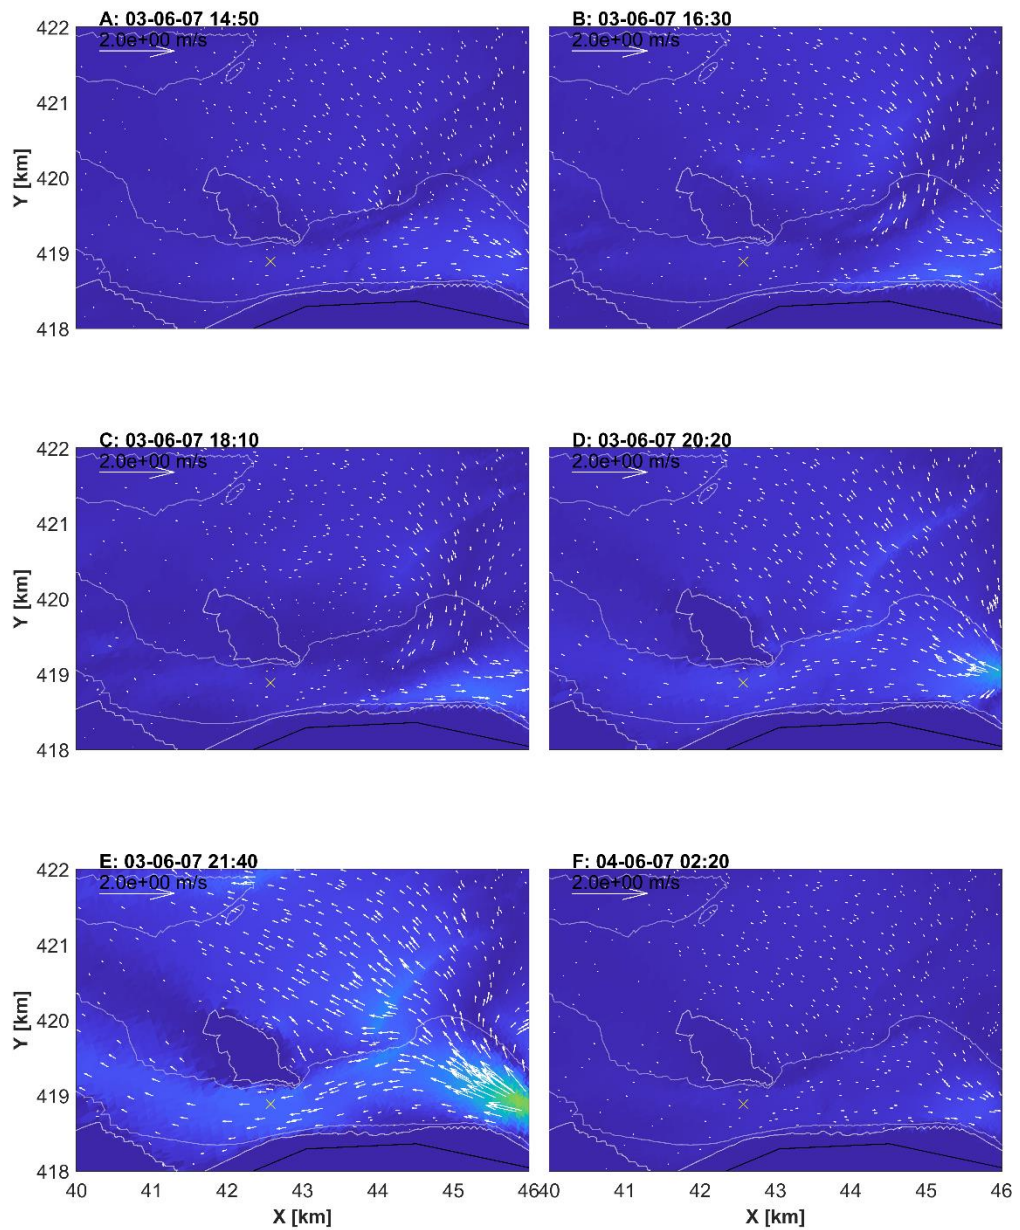 A: 03-06-07 14:50
2.0e+00 m/s
B: 03-06-07 16:30
2.0e+00 m/s
422
421
420
419
418
Y [km]
C: 03-06-07 18:10
2.0e+00 m/s
D: 03-06-07 20:20
2.0e+00 m/s
422
421
420
419
418
Y [km]
E: 03-06-07 21:40
2.0e+00 m/s
F: 04-06-07 02:20
2.0e+00 m/s
422
421
420
419
418
Y [km]
40 41 42 43 44 45 46
40 41 42 43 44 45 46
X [km]
X [km]